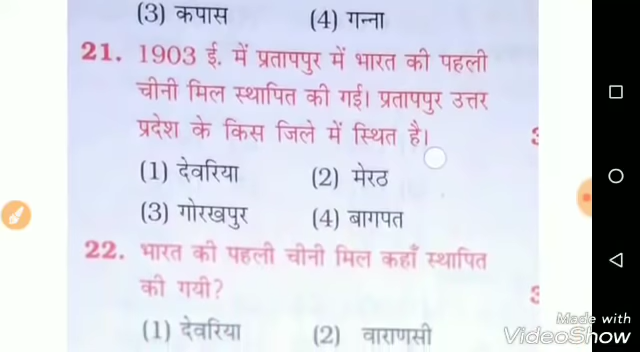 (3) कपास (4) गन्ना
21. 1903 ई. में प्रतापपुर में भारत की पहली
चीनी मिल स्थापित की गई। प्रतापपुर उत्तर
प्रदेश के किस जिले में स्थित है।
(1) देवरिया (2) मेरठ
(3) गोरखपुर (4) बागपत
22. भारत की पहली चीनी मिल कहाँ स्थापित
की गयी?
(1) देवरिया (2) वाराणसी
Made with
VideoShow